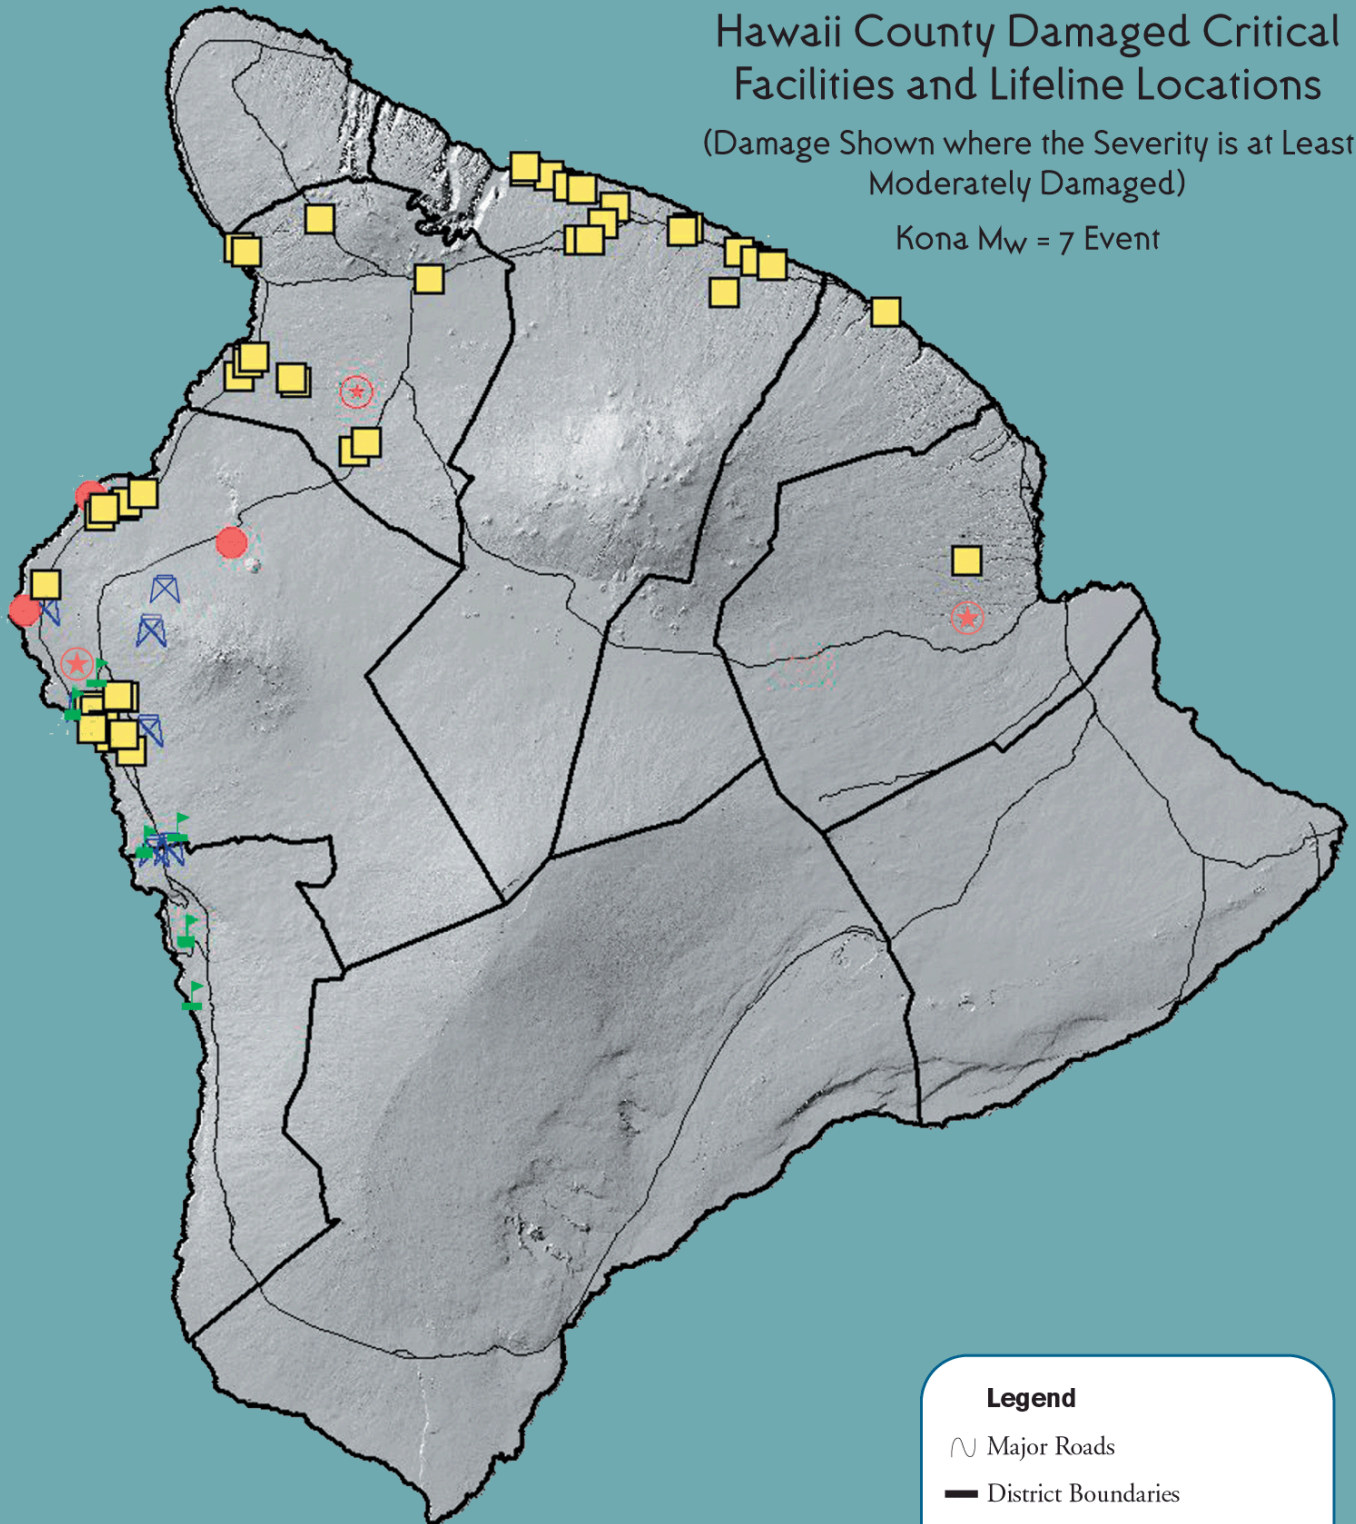 Hawaii County Damaged Critical
Facilities and Lifeline Locations
(Damage Shown where the Severity is at Least
Moderately Damaged)
Kona Mw = 7 Event
Legend
Major Roads
District Boundaries